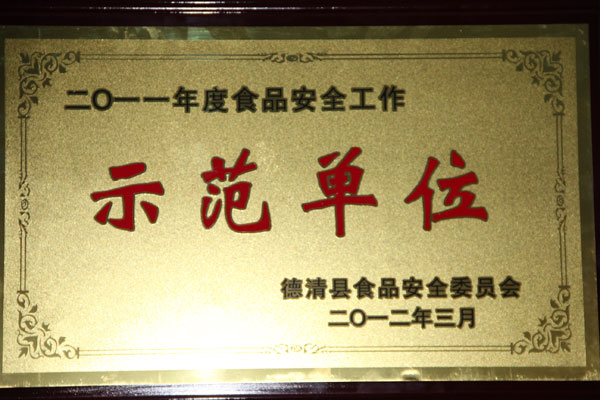 二〇一一年度食品安全工作
示范单位
德清县食品安全委员会
二〇一二年三月